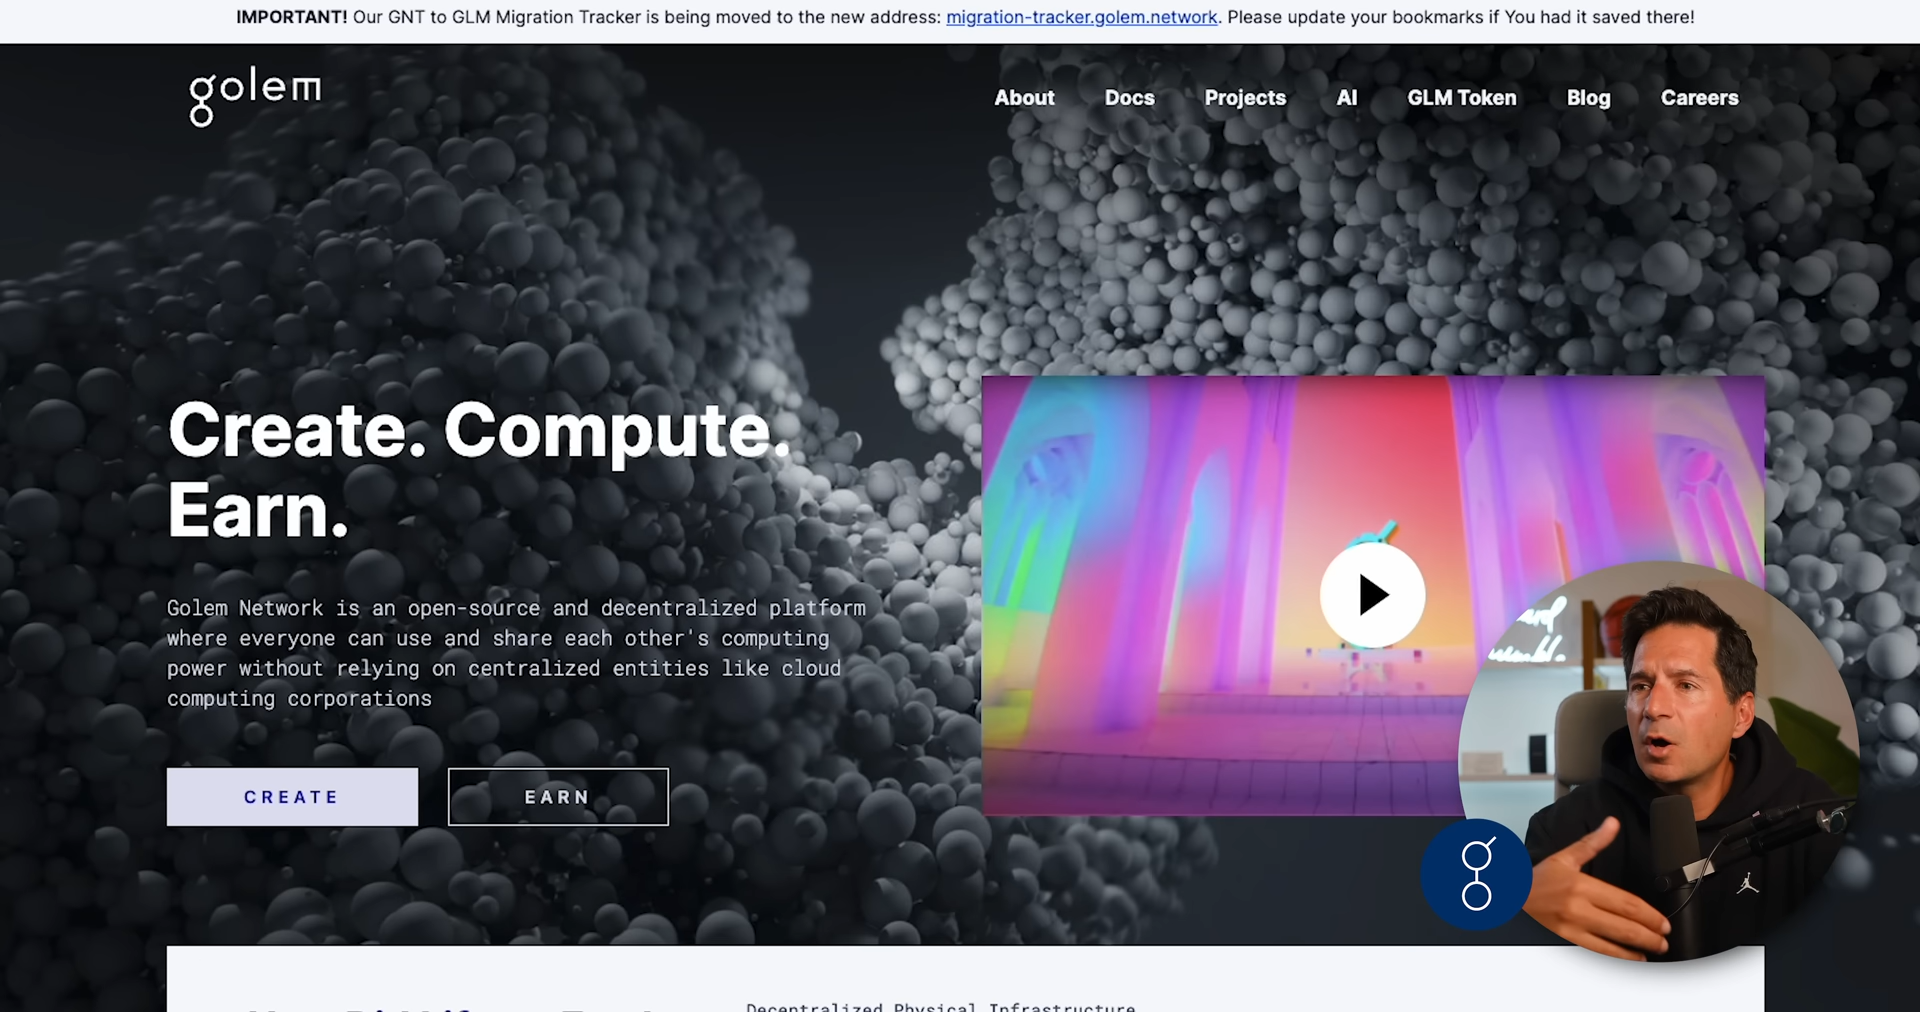 IMPORTANT! Our GNT to GLM Migration Tracker is being moved to the new address: migration-tracker.golem.network. Please update your bookmarks if You had it saved there!
golem
About Docs Projects AI GLM Token Blog Careers
Create. Compute.
Earn.
Golem Network is an open-source and decentralized platform
where everyone can use and share each other's computing
power without relying on centralized entities like cloud
computing corporations
CREATE EARN
Decentralized Physical Infrastructure